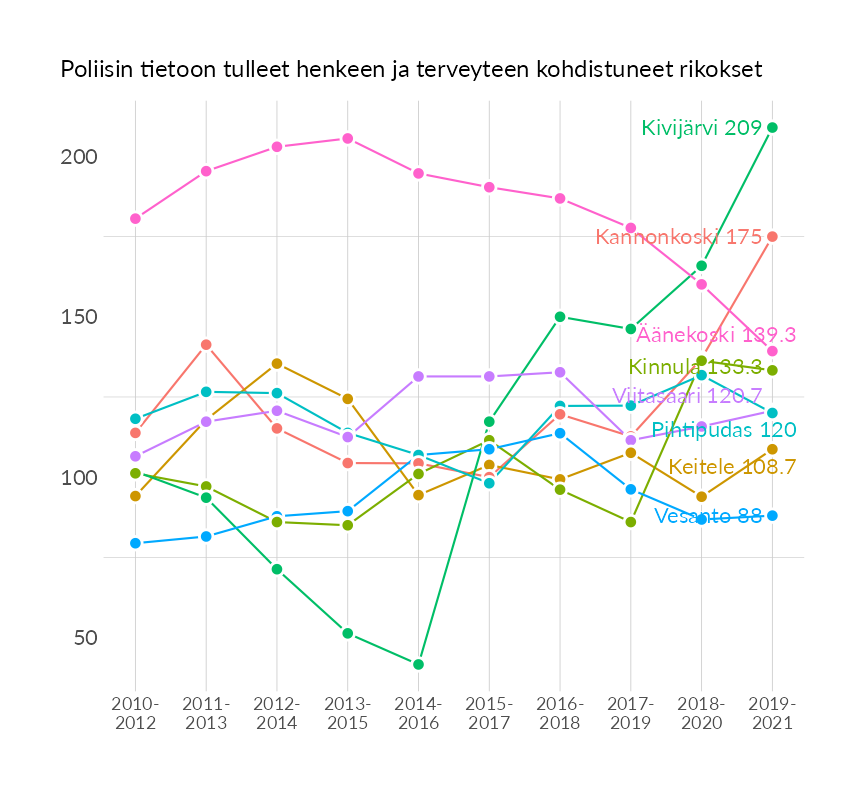 Poliisin tietoon tulleet henkeen ja terveyteen kohdistuneet rikokset
Kivijärvi 209
200
Kannonkoski 175
150
Äänekoski 139.3
Kinnula 133.3
Viitasaari 120.7
Pihtipudas 120
Keitele 108.7
100
Vesanto 88
50
2010- 2011- 2012- 2013- 2014- 2015- 2016- 2017- 2018- 2019-
2012 2013 2014 2015 2016 2017 2018 2019 2020 2021